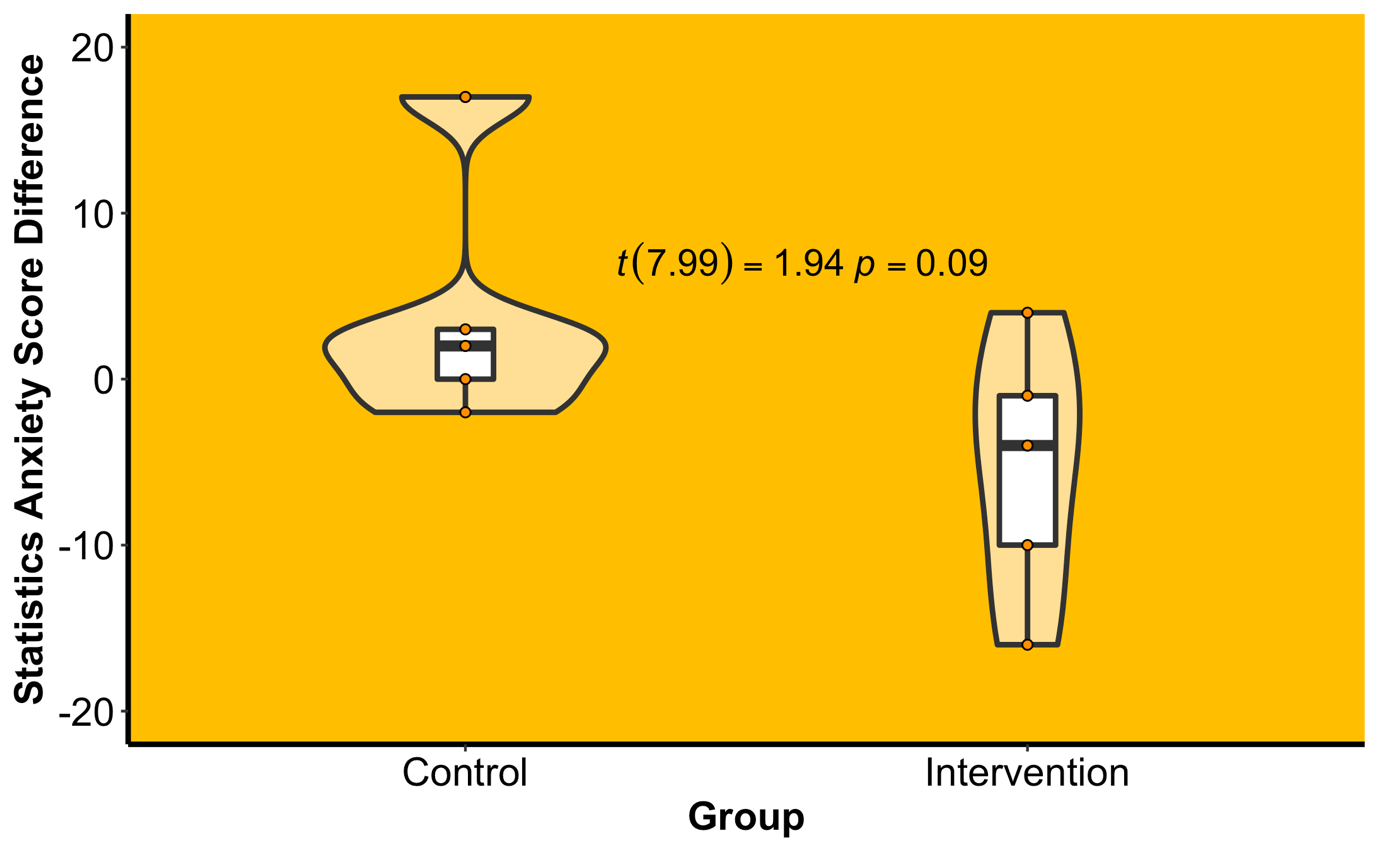 Statistics Anxiety Score Difference
20
10
0
-10
-20
t(7.99) = 1.94 p = 0.09
Control
Intervention
Group